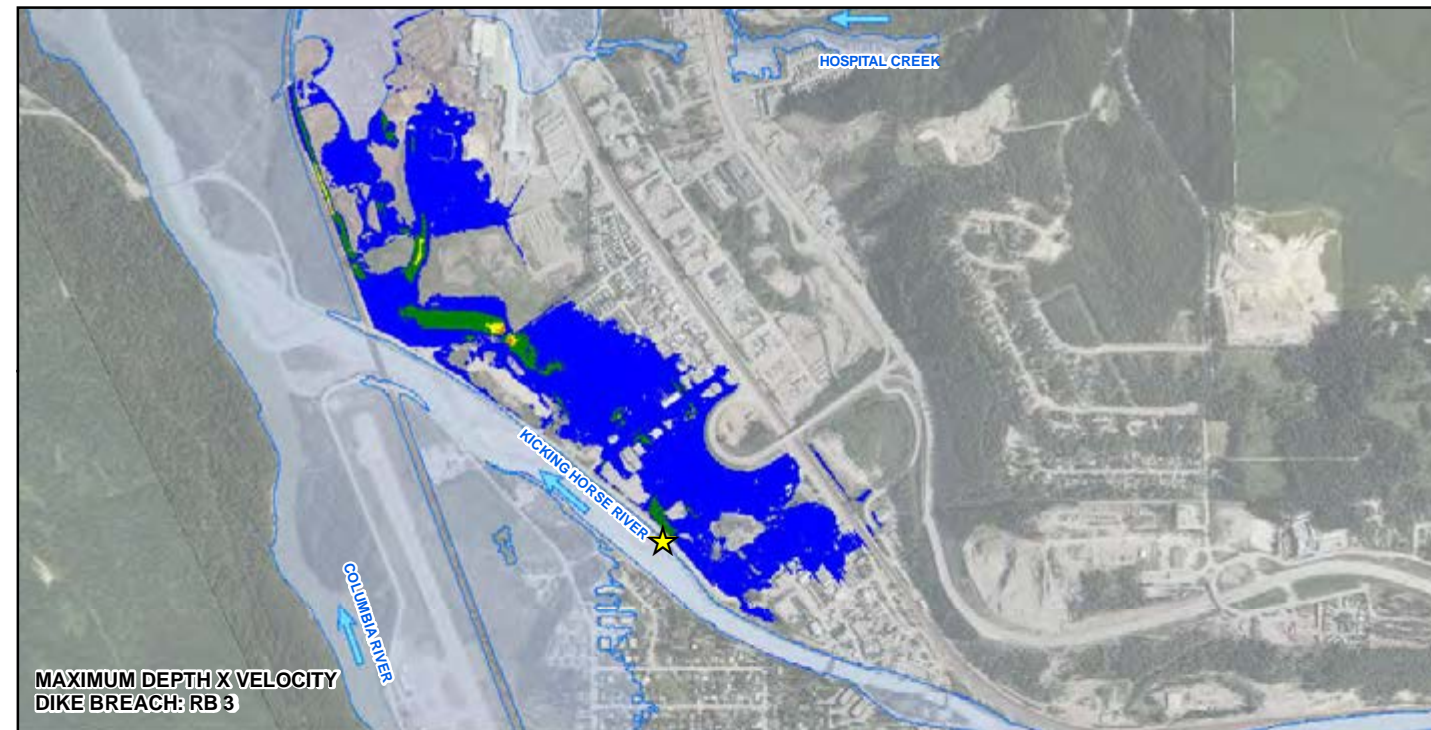 HOSPITAL CREEK
KICKING HORSE RIVER
COLUMBIA RIVER
MAXIMUM DEPTH X VELOCITY
DIKE BREACH: RB 3